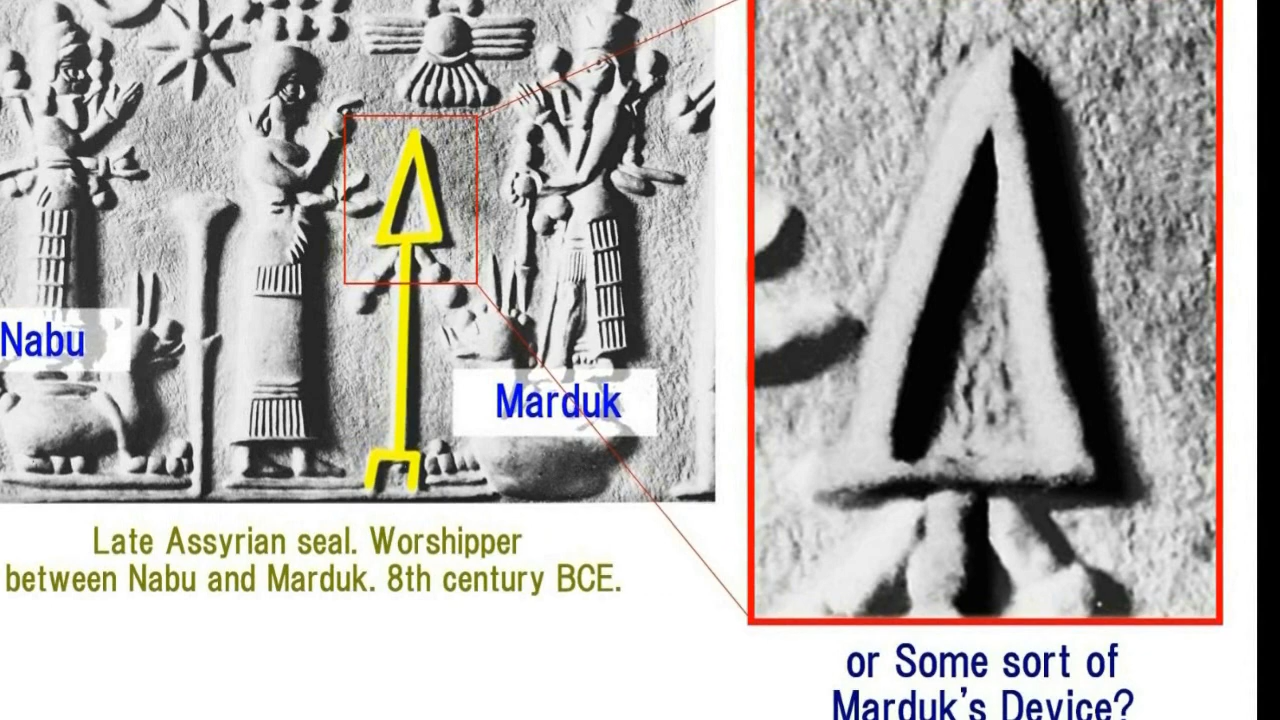 Nabu
Marduk
Late Assyrian seal. Worshipper
between Nabu and Marduk. 8th century BCE.
or Some sort of
Marduk's Device?